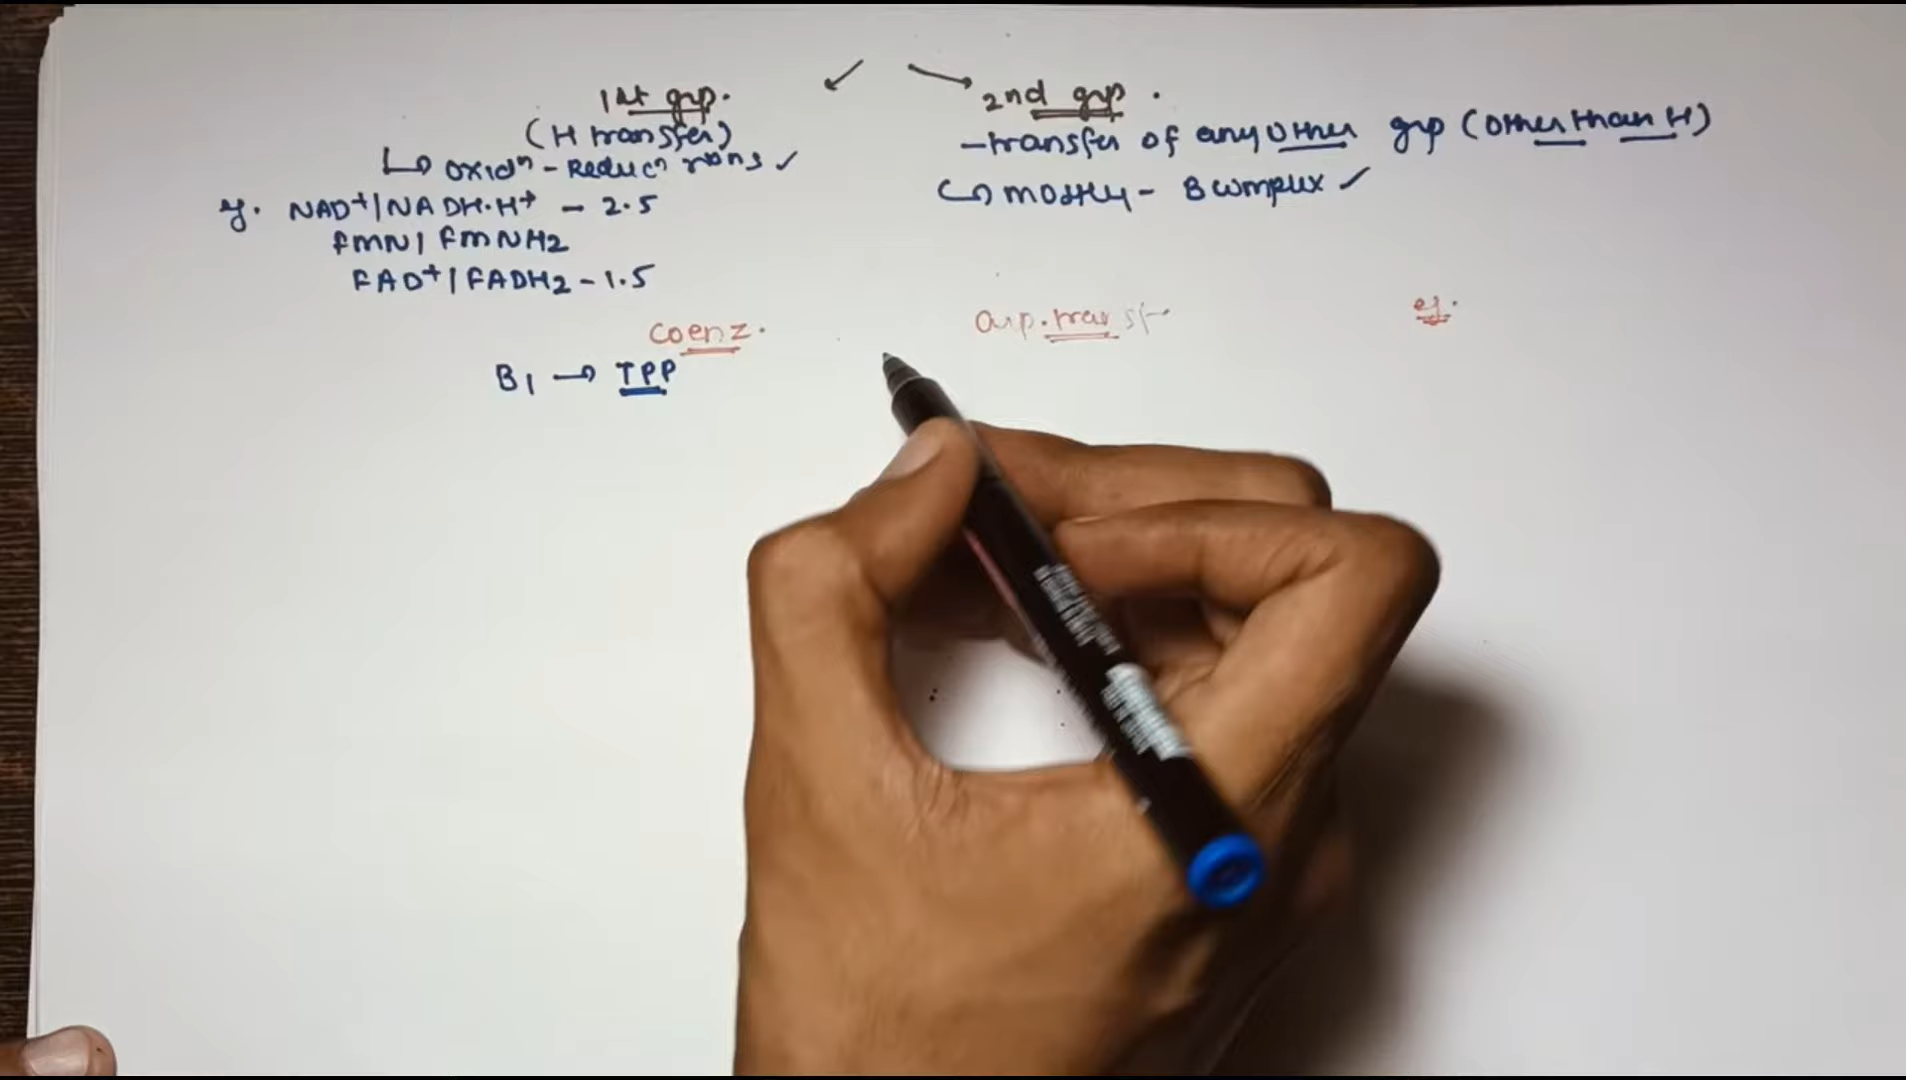 1st grp.
(H transfer)
↳ oxidⁿ - Reducⁿ rxns ✓
eg. NAD+/NADH.H+ - 2.5
FMN/FMNH2
FAD+/FADH2 - 1.5
2nd grp.
- transfer of any other grp (other than H)
↳ mostly - B complex ✓
coenz.
Grp. transf
eg.
B1 → TPP